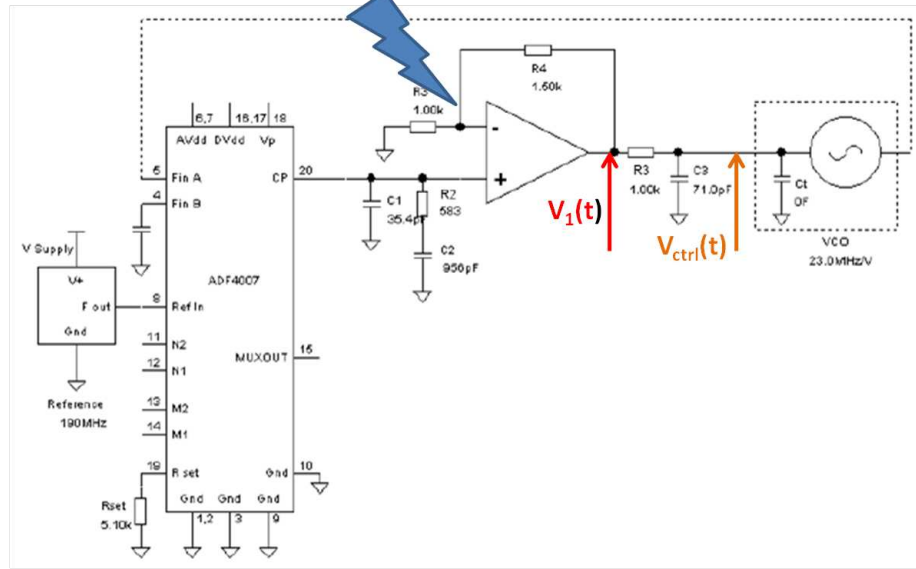 R4
1.50k
R3
1.00k
6,7
16,17
18
AVdd
DVdd
Vp
-
+
5
Fin A
CP
20
4
Fin B
C1
35.4pF
R2
583
C2
956pF
V1(t)
R3
1.00k
C3
71.0pF
Vctrl(t)
Ct
0F
VCO
23.0MHz/V
V Supply
V+
F out
Gnd
Reference
190MHz
ADF4007
8
Ref In
11
N2
12
N1
MUXOUT
15
13
M2
14
M1
19
R set
Gnd
10
Rset
5.10k
Gnd
Gnd
Gnd
1,2
3
9